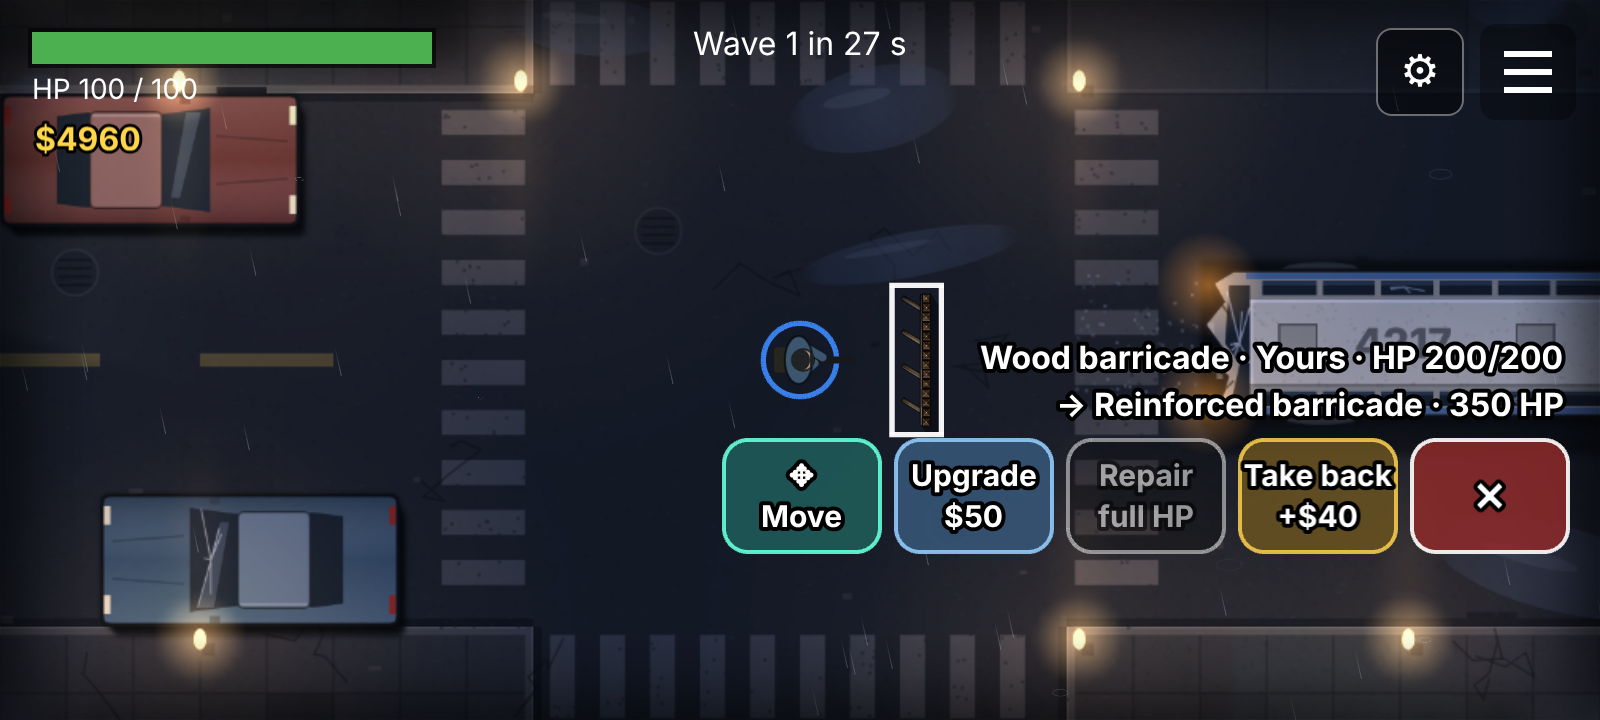 Wave 1 in 27 s
HP 100 / 100
$4960
4217
Wood barricade · Yours · HP 200/200
→ Reinforced barricade · 350 HP
Move
Upgrade
$50
Repair
full HP
Take back
+$40
×